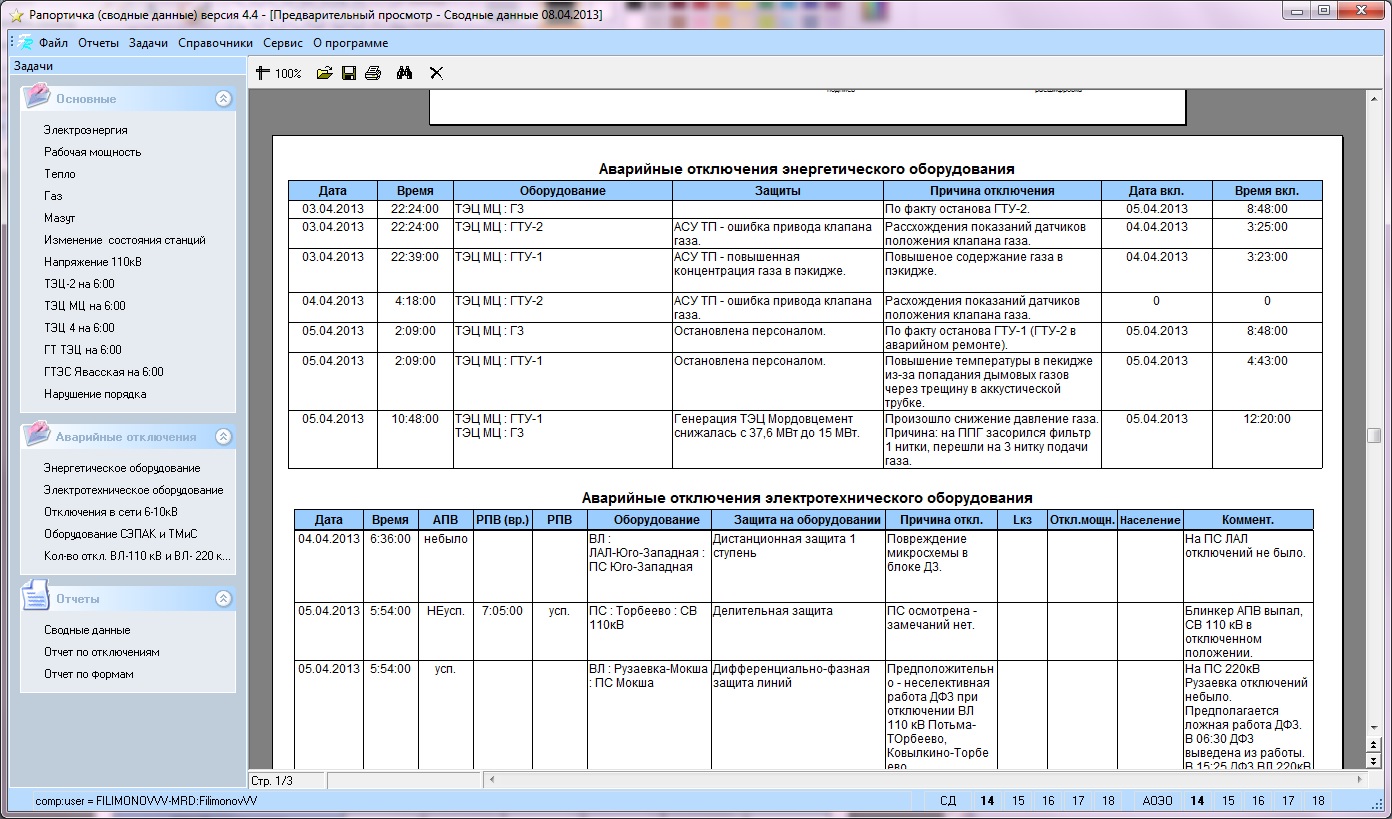 Рапортичка (сводные данные) версия 4.4 - [Предварительный просмотр - Сводные данные 08.04.2013]
Файл Отчеты Задачи Справочники Сервис О программе
Задачи
100%
Основные
Электроэнергия
Рабочая мощность
Тепло
Газ
Мазут
Изменение состояния станций
Напряжение 110кВ
ТЭЦ-2 на 6:00
ТЭЦ МЦ на 6:00
ТЭЦ 4 на 6:00
ГТ ТЭЦ на 6:00
ГТЭС Явасская на 6:00
Нарушение порядка
Аварийные отключения
Энергетическое оборудование
Электротехническое оборудование
Отключения в сети 6-10кВ
Оборудование СЭПАК и ТМиС
Кол-во откл. ВЛ-110 кВ и ВЛ- 220 к...
Отчеты
Сводные данные
Отчет по отключениям
Отчет по формам
Аварийные отключения энергетического оборудования
Дата Время Оборудование Защиты Причина отключения Дата вкл. Время вкл.
03.04.2013 22:24:00 ТЭЦ МЦ : Г3 По факту останова ГТУ-2. 05.04.2013 8:48:00
03.04.2013 22:24:00 ТЭЦ МЦ : ГТУ-2 АСУ ТП - ошибка привода клапана Рассхождения показаний датчиков 04.04.2013 3:25:00
газа. положения клапана газа.
03.04.2013 22:39:00 ТЭЦ МЦ : ГТУ-1 АСУ ТП - повышенная Повышеное содержание газа в 04.04.2013 3:23:00
концентрация газа в пэкидже. пэкидже.
04.04.2013 4:18:00 ТЭЦ МЦ : ГТУ-2 АСУ ТП - ошибка привода клапана Расхождения показаний датчиков 0 0
газа. положения клапана газа.
05.04.2013 2:09:00 ТЭЦ МЦ : Г3 Остановлена персоналом. По факту останова ГТУ-1 (ГТУ-2 в 05.04.2013 8:48:00
аварийном ремонте).
05.04.2013 2:09:00 ТЭЦ МЦ : ГТУ-1 Остановлена персоналом. Повышение температуры в пекидже 05.04.2013 4:43:00
из-за попадания дымовых газов
через трещину в аккустической
трубке.
05.04.2013 10:48:00 ТЭЦ МЦ : ГТУ-1 Генерация ТЭЦ Мордовцемент Произошло снижение давление газа. 05.04.2013 12:20:00
ТЭЦ МЦ : Г3 снижалась с 37,6 МВт до 15 МВт. Причина: на ППГ засорился фильтр
1 нитки, перешли на 3 нитку подачи
газа.
Аварийные отключения электротехнического оборудования
Дата Время АПВ РПВ (вр.) РПВ Оборудование Защита на оборудовании Причина откл. Lкз Откл.мощн. Население Коммент.
04.04.2013 6:36:00 небыло ВЛ : Дистанционная защита 1 Повреждение На ПС ЛАЛ
ЛАЛ-Юго-Западная : ступень микросхемы в отключений не было.
ПС Юго-Западная блоке ДЗ.
05.04.2013 5:54:00 НЕусп. 7:05:00 усп. ПС : Торбеево : СВ Делительная защита ПС осмотрена - Блинкер АПВ выпал,
110кВ замечаний нет. СВ 110 кВ в
отключенном
положении.
05.04.2013 5:54:00 усп. ВЛ : Рузаевка-Мокша Дифференциально-фазная Предположительн На ПС 220кВ
: ПС Мокша защита линий о - неселективная Рузаевка отключений
работа ДФЗ при небыло.
отключении ВЛ Предполагается
110 кВ Потьма- ложная работа ДФЗ.
ТОрбеево, В 06:30 ДФЗ
Ковылкино-Торбе выведена из работы.
ево. В 15:25 ДФЗ ВЛ 220кВ
Стр. 1/3
comp:user = FILIMONOVVV-MRD:FilimonovVV СД 14 15 16 17 18 АОЭО 14 15 16 17 18